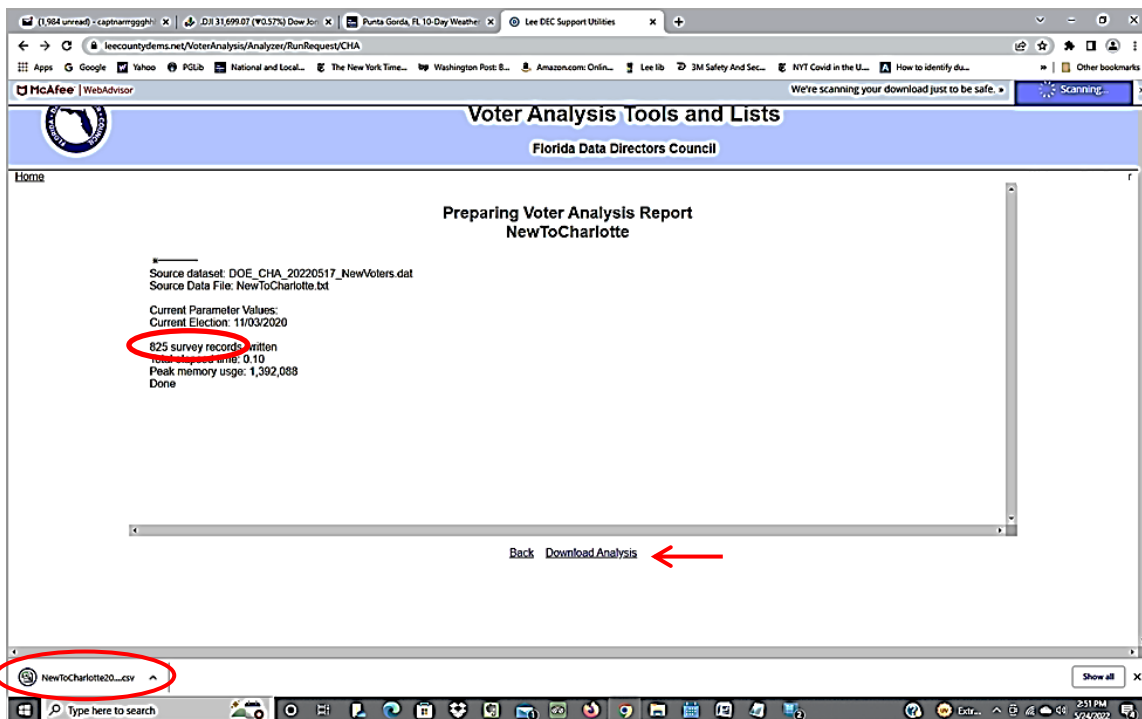 (1,984 unread) - captnarrggghh
.DJI 31,699.07 (▼0.57%) Dow Jon
Punta Gorda, FL 10-Day Weathe
Lee DEC Support Utilities
leecountydems.net/VoterAnalysis/Analyzer/RunRequest/CHA
Apps Google Yahoo PGLib National and Local... The New York Time... Washington Post: B... Amazon.com: Onlin... Lee lib 3M Safety And Sec... NYT Covid in the U... How to identify du... » Other bookmarks
McAfee | WebAdvisor We're scanning your download just to be safe. » Scanning...
FLORIDA COUNCIL
Voter Analysis Tools and Lists
Florida Data Directors Council
Home
Preparing Voter Analysis Report
NewToCharlotte
Source dataset: DOE_CHA_20220517_NewVoters.dat
Source Data File: NewToCharlotte.txt
Current Parameter Values:
Current Election: 11/03/2020
825 survey records written
Total elapsed time: 0.10
Peak memory usge: 1,392,088
Done
Back Download Analysis
NewToCharlotte20....csv Show all
Type here to search Extr... 2:51 PM
5/24/2022